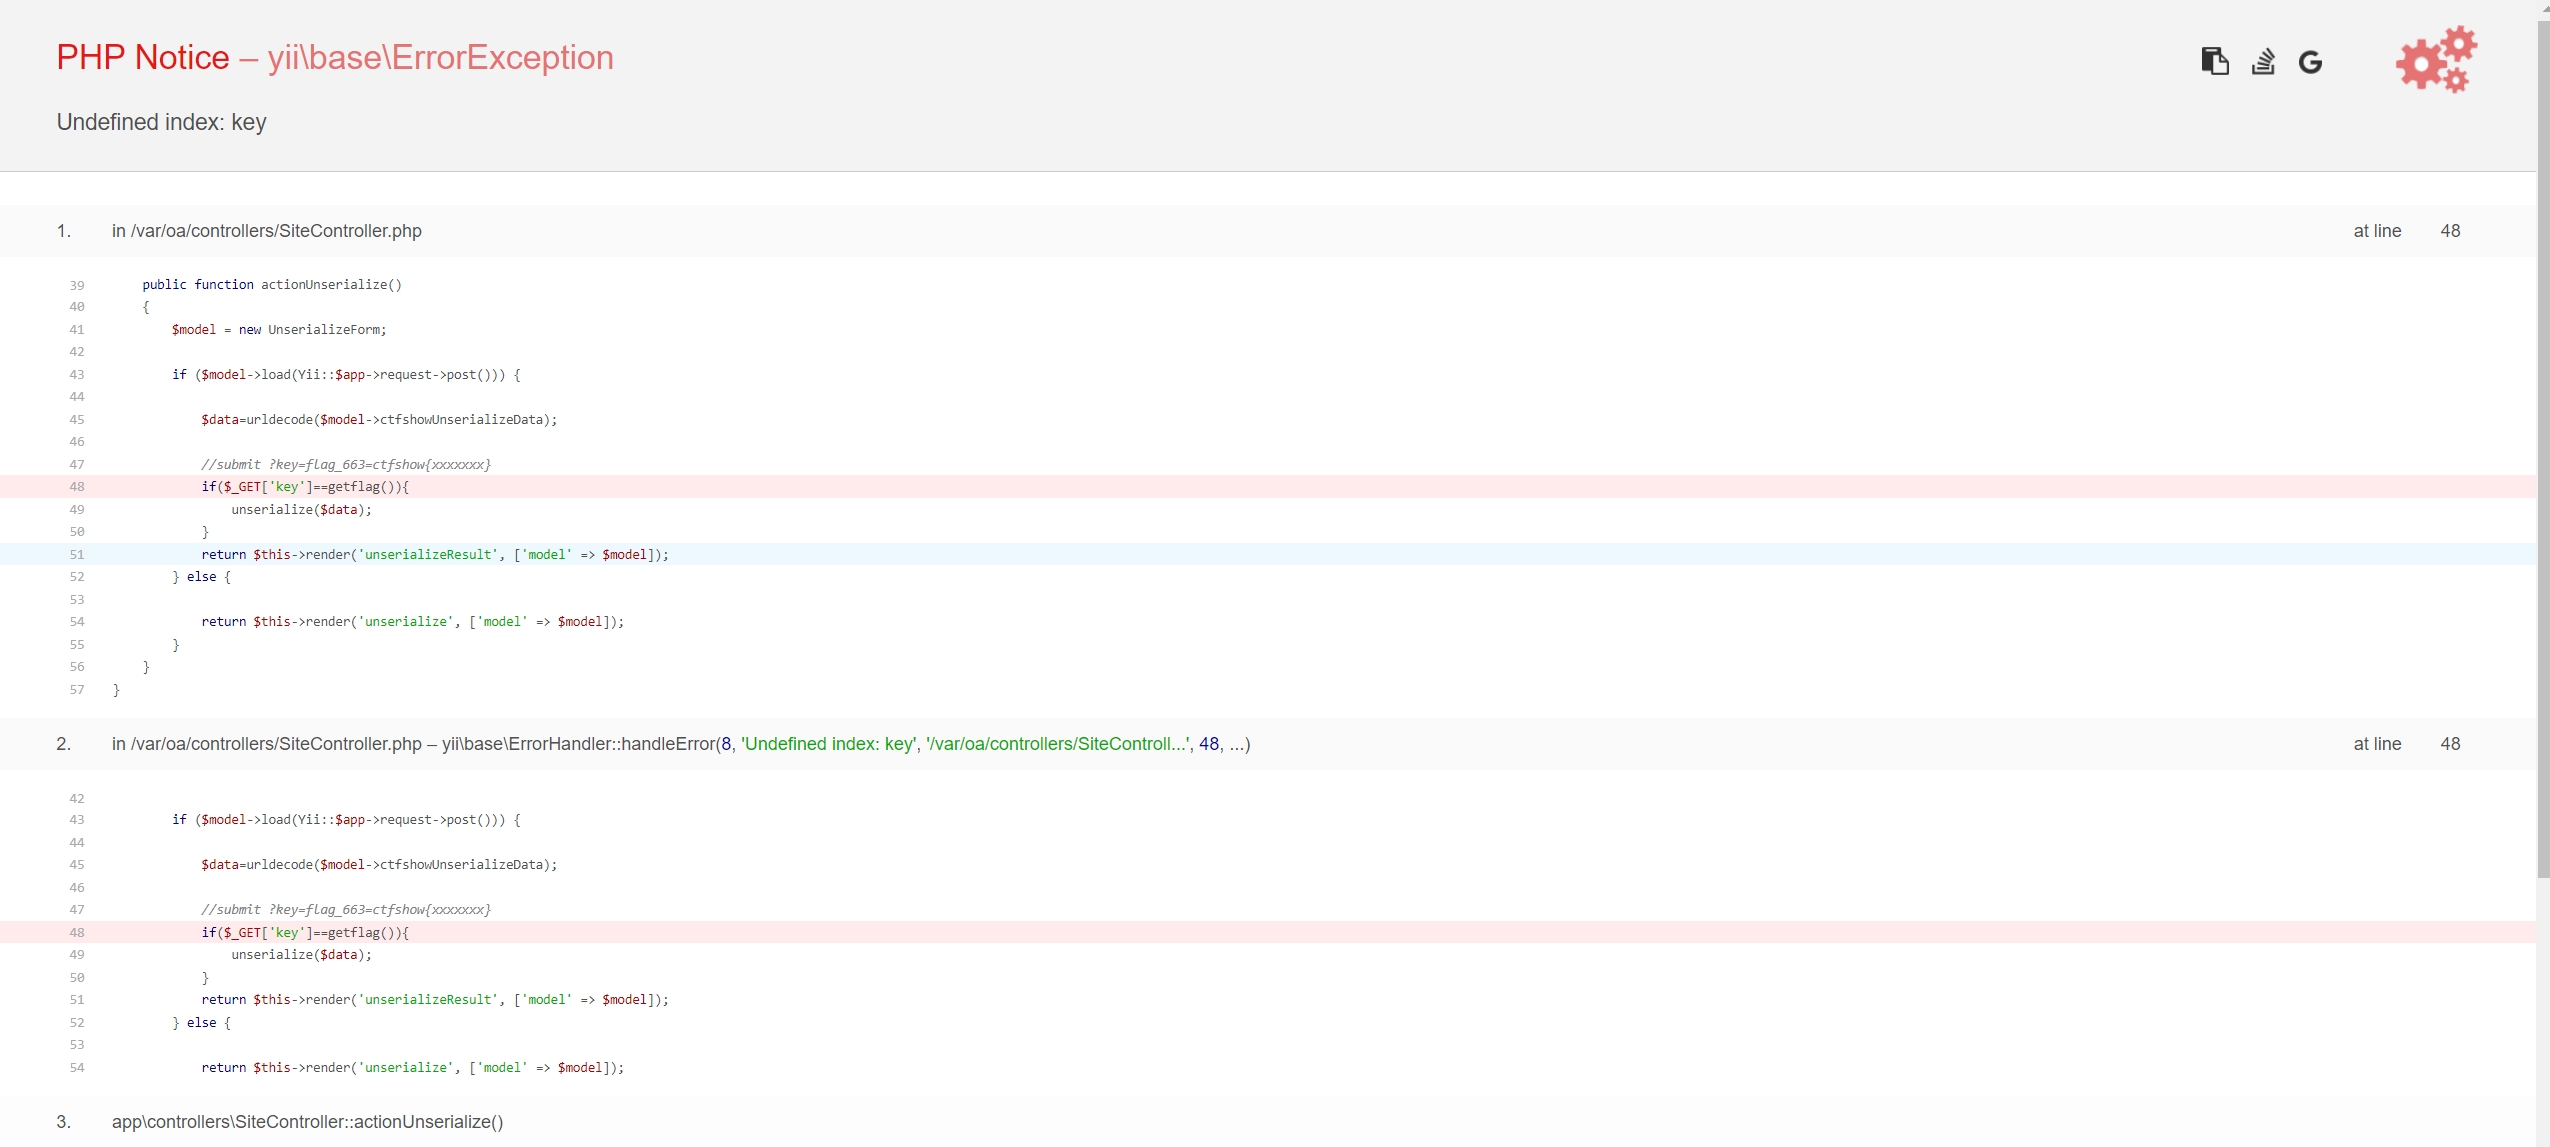 PHP Notice – yii\base\ErrorException
Undefined index: key
1. in /var/oa/controllers/SiteController.php at line 48
39 public function actionUnserialize()
40 {
41 $model = new UnserializeForm;
42
43 if ($model->load(Yii::$app->request->post())) {
44
45 $data=urldecode($model->ctfshowUnserializeData);
46
47 //submit ?key=flag_663=ctfshow{xxxxxxx}
48 if($_GET['key']==getflag()){
49 unserialize($data);
50 }
51 return $this->render('unserializeResult', ['model' => $model]);
52 } else {
53
54 return $this->render('unserialize', ['model' => $model]);
55 }
56 }
57 }
2. in /var/oa/controllers/SiteController.php – yii\base\ErrorHandler::handleError(8, 'Undefined index: key', '/var/oa/controllers/SiteControll...', 48, ...) at line 48
42
43 if ($model->load(Yii::$app->request->post())) {
44
45 $data=urldecode($model->ctfshowUnserializeData);
46
47 //submit ?key=flag_663=ctfshow{xxxxxxx}
48 if($_GET['key']==getflag()){
49 unserialize($data);
50 }
51 return $this->render('unserializeResult', ['model' => $model]);
52 } else {
53
54 return $this->render('unserialize', ['model' => $model]);
3. app\controllers\SiteController::actionUnserialize()